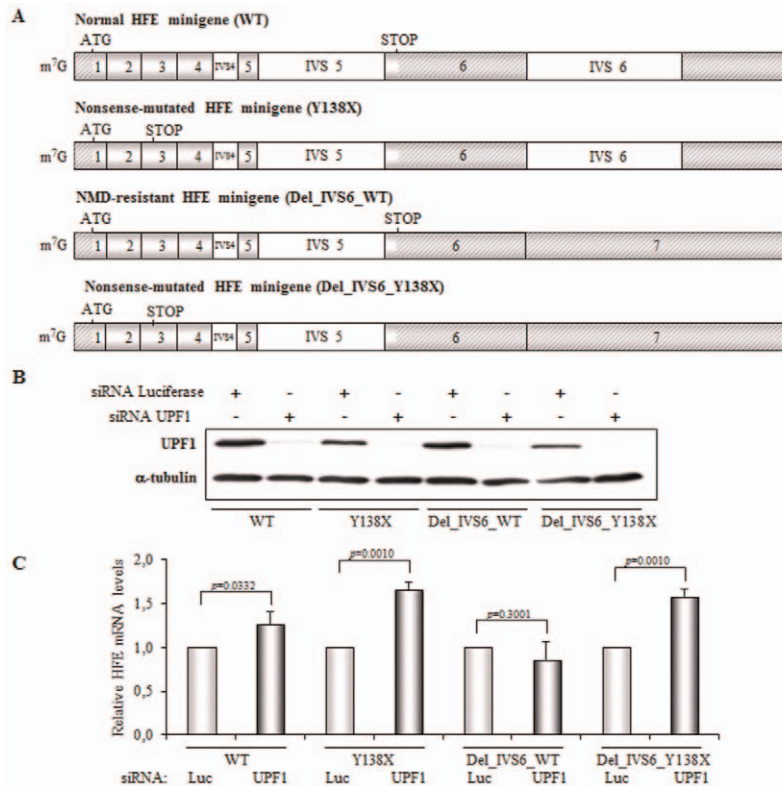 A
Normal HFE minigene (WT)
ATG STOP
m7G 1 2 3 4 IVS4 5 IVS 5 6 IVS 6
Nonsense-mutated HFE minigene (Y138X)
ATG STOP
m7G 1 2 3 4 IVS4 5 IVS 5 6 IVS 6
NMD-resistant HFE minigene (Del_IVS6_WT)
ATG STOP
m7G 1 2 3 4 IVS4 5 IVS 5 6 7
Nonsense-mutated HFE minigene (Del_IVS6_Y138X)
ATG STOP
m7G 1 2 3 4 IVS4 5 IVS 5 6 7
B
siRNA Luciferase + - + - + - + -
siRNA UPF1 - + - + - + - +
UPF1
α-tubulin
WT Y138X Del_IVS6_WT Del_IVS6_Y138X
C
Relative HFE mRNA levels
2,0
1,5
1,0
0,5
0,0
p=0.0332
p=0.0010
p=0.3001
p=0.0010
WT Y138X Del_IVS6_WT Del_IVS6_Y138X
siRNA: Luc UPF1 Luc UPF1 Luc UPF1 Luc UPF1